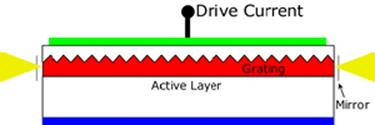 Drive Current
Grating
Active Layer
Mirror